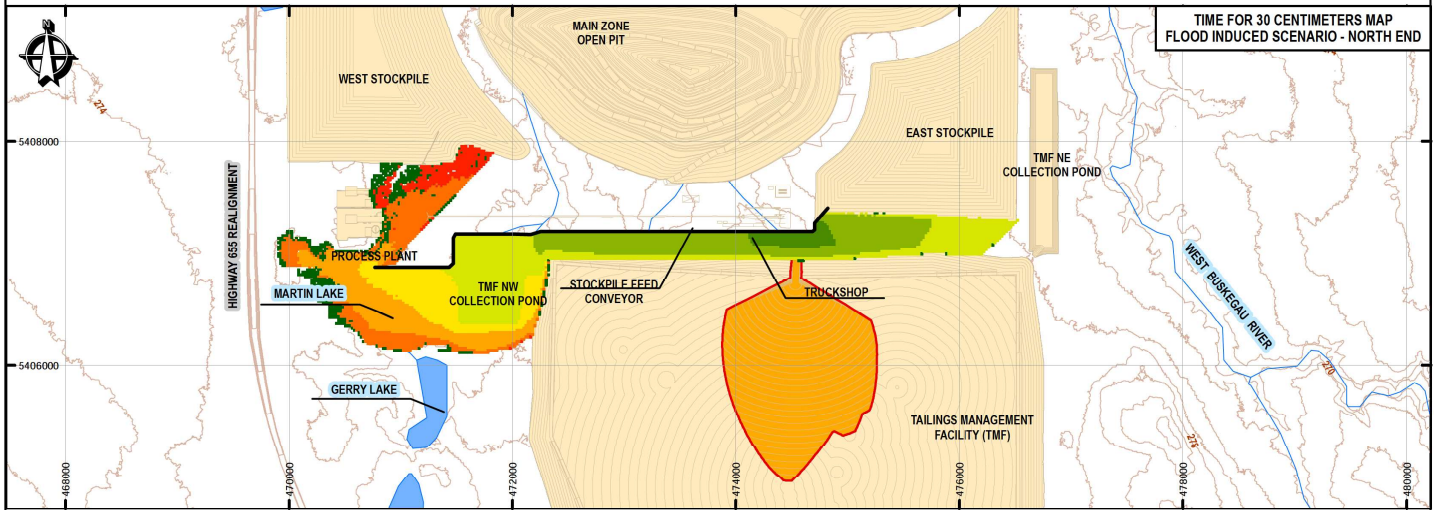 TIME FOR 30 CENTIMETERS MAP
FLOOD INDUCED SCENARIO - NORTH END
N
MAIN ZONE
OPEN PIT
WEST STOCKPILE
274
274
5408000
EAST STOCKPILE
TMF NE
COLLECTION POND
HIGHWAY 655 REALIGNMENT
PROCESS PLANT
MARTIN LAKE
TMF NW
COLLECTION POND
STOCKPILE FEED
CONVEYOR
TRUCKSHOP
WEST BUSKEGAU RIVER
5406000
270
GERRY LAKE
TAILINGS MANAGEMENT
FACILITY (TMF)
274
468000
470000
472000
474000
476000
478000
480000